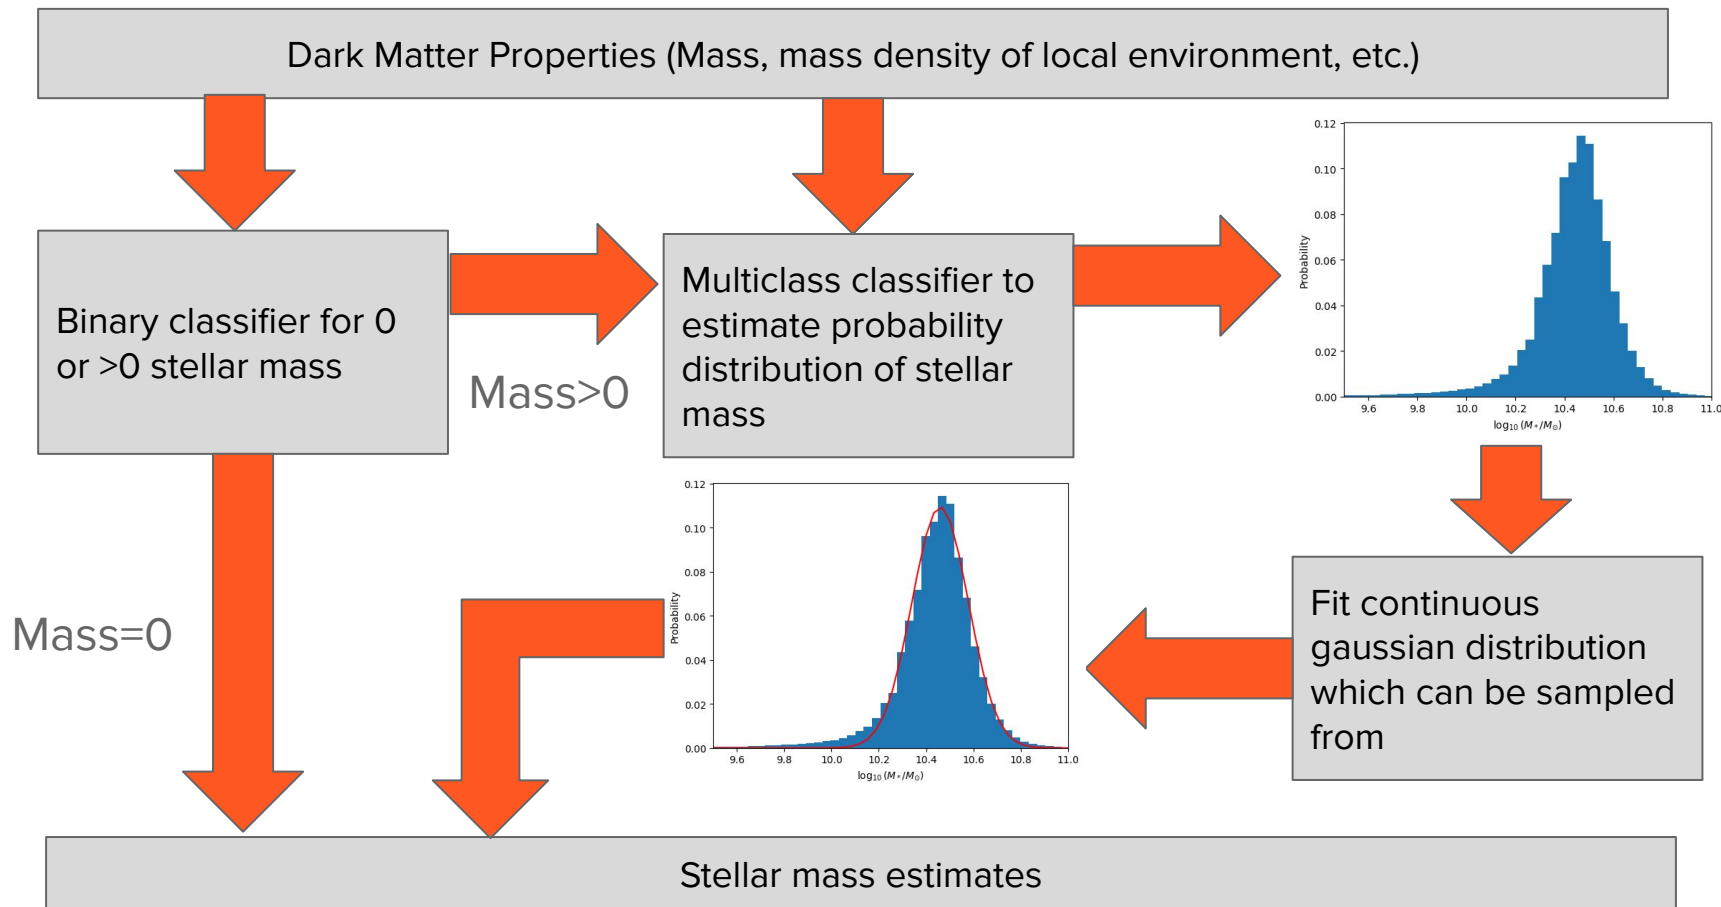 Dark Matter Properties (Mass, mass density of local environment, etc.)
Binary classifier for 0
or >0 stellar mass
Mass>0
Multiclass classifier to
estimate probability
distribution of stellar
mass
0.12
0.10
0.08
0.06
0.04
0.02
0.00
Probability
9.6 9.8 10.0 10.2 10.4 10.6 10.8 11.0
log₁₀(M*/M⊙)
Mass=0
0.12
0.10
0.08
0.06
0.04
0.02
0.00
Probability
9.6 9.8 10.0 10.2 10.4 10.6 10.8 11.0
log₁₀(M*/M⊙)
Fit continuous
gaussian distribution
which can be sampled
from
Stellar mass estimates